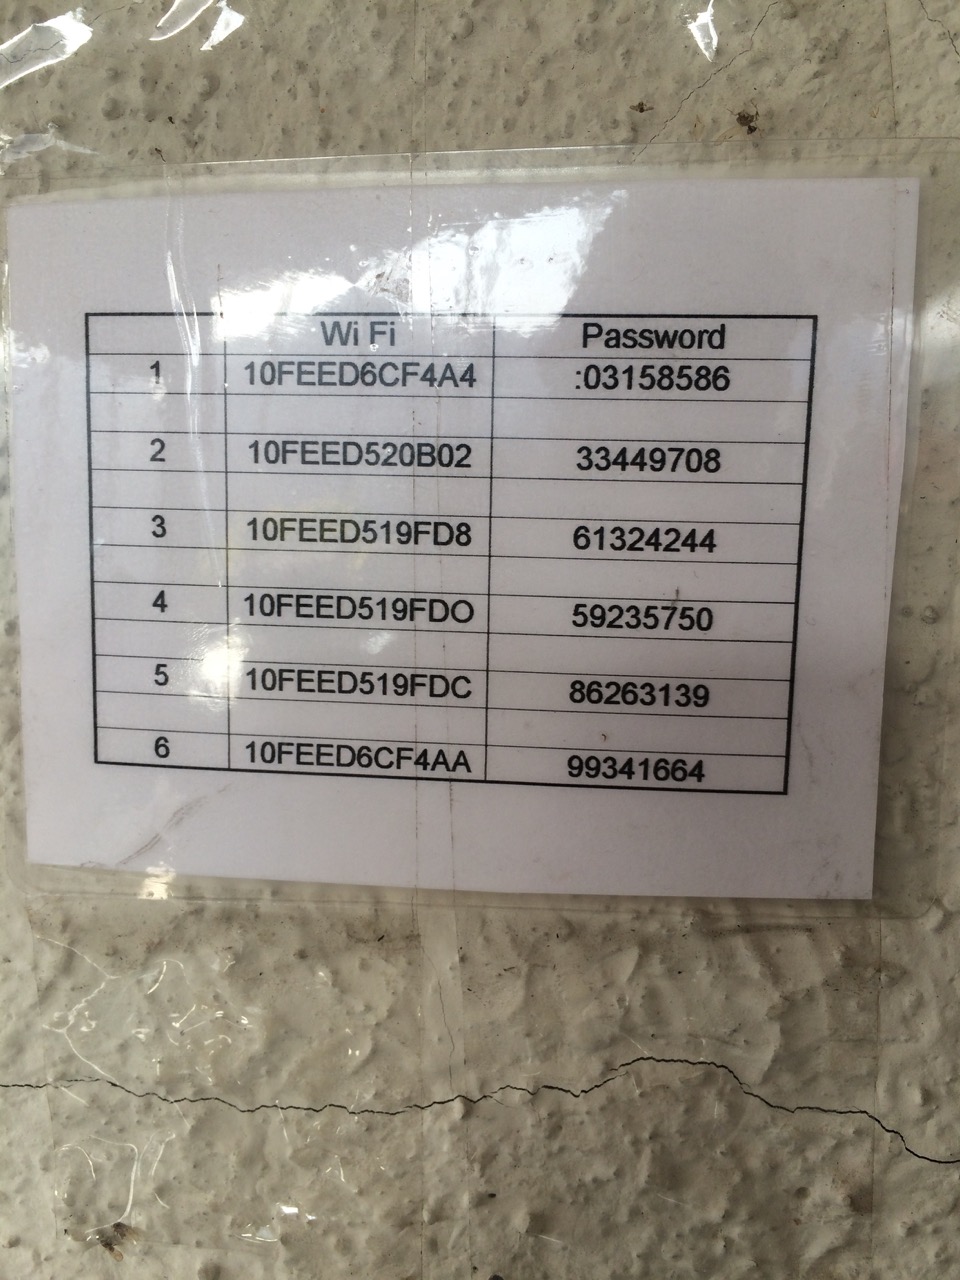 Wi Fi Password
1 10FEED6CF4A4 :03158586
2 10FEED520B02 33449708
3 10FEED519FD8 61324244
4 10FEED519FDO 59235750
5 10FEED519FDC 86263139
6 10FEED6CF4AA 99341664